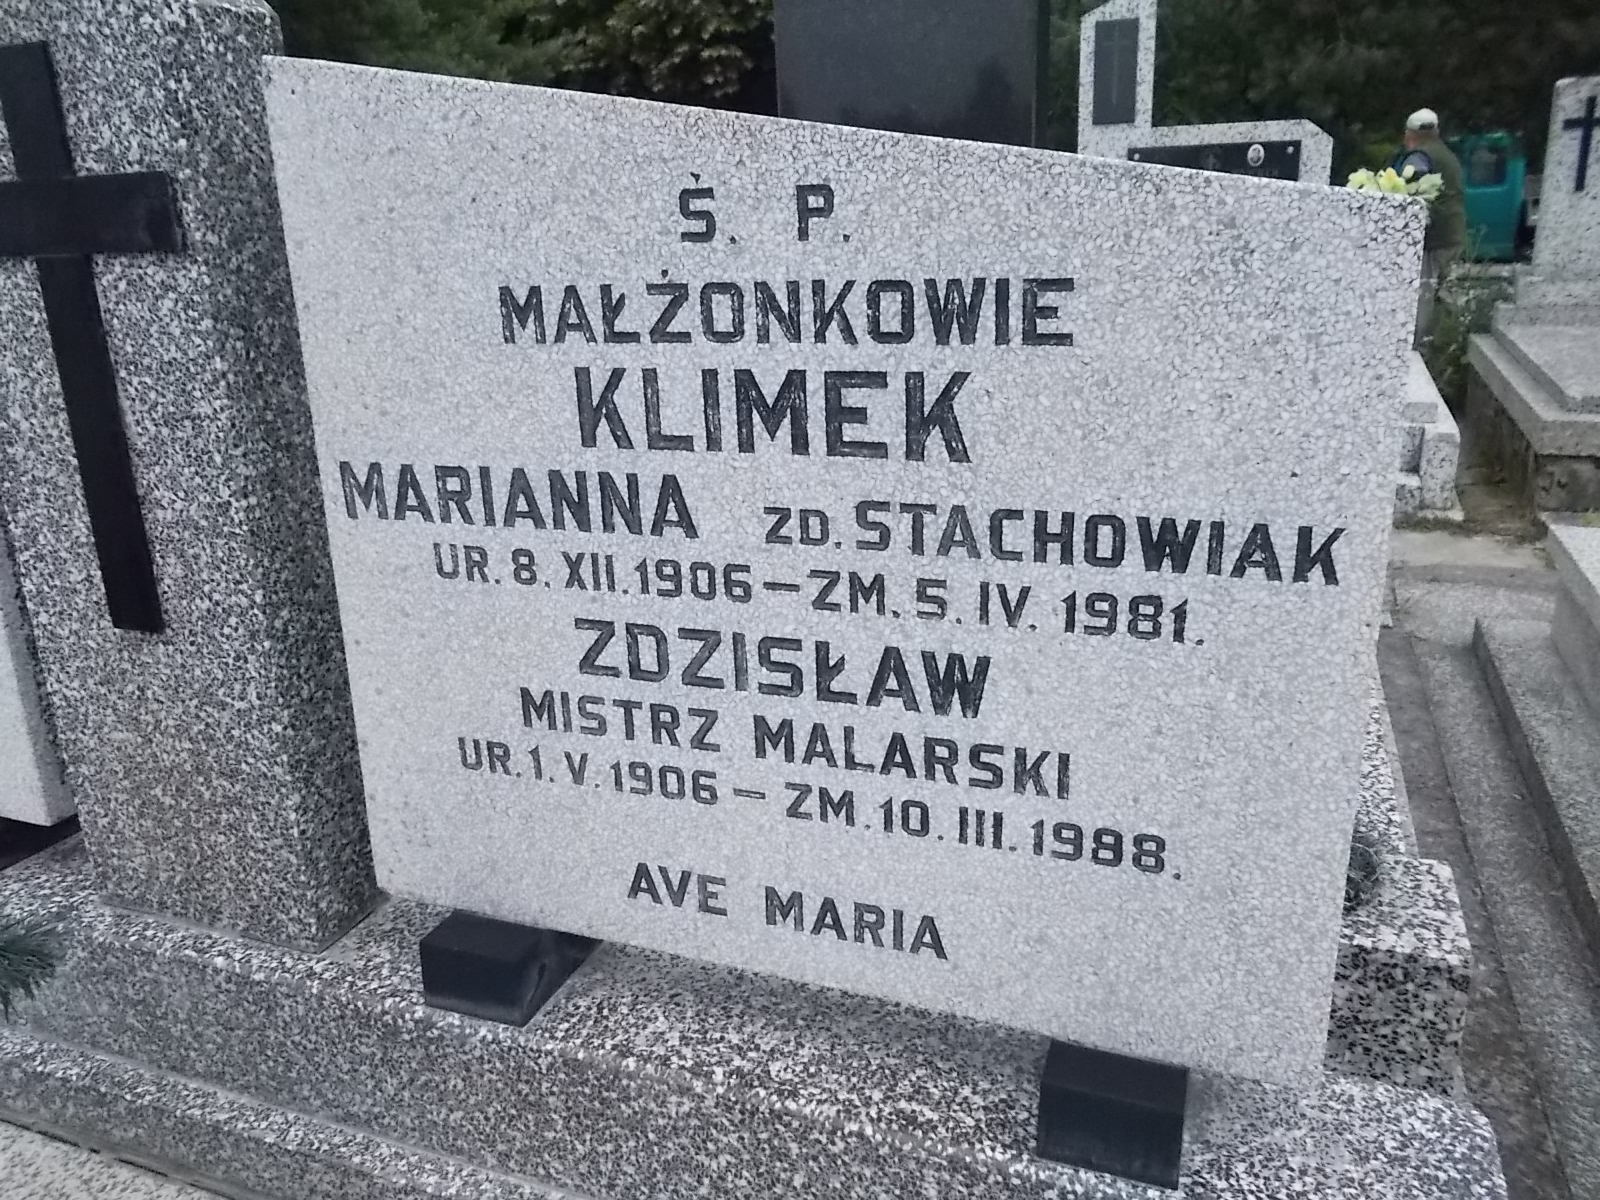 Ś. P.
MAŁŻONKOWIE
KLIMEK
MARIANNA ZD. STACHOWIAK
UR. 8. XII. 1906 – ZM. 5. IV. 1981.
ZDZISŁAW
MISTRZ MALARSKI
UR. 1. V. 1906 – ZM. 10. III. 1988.
AVE MARIA